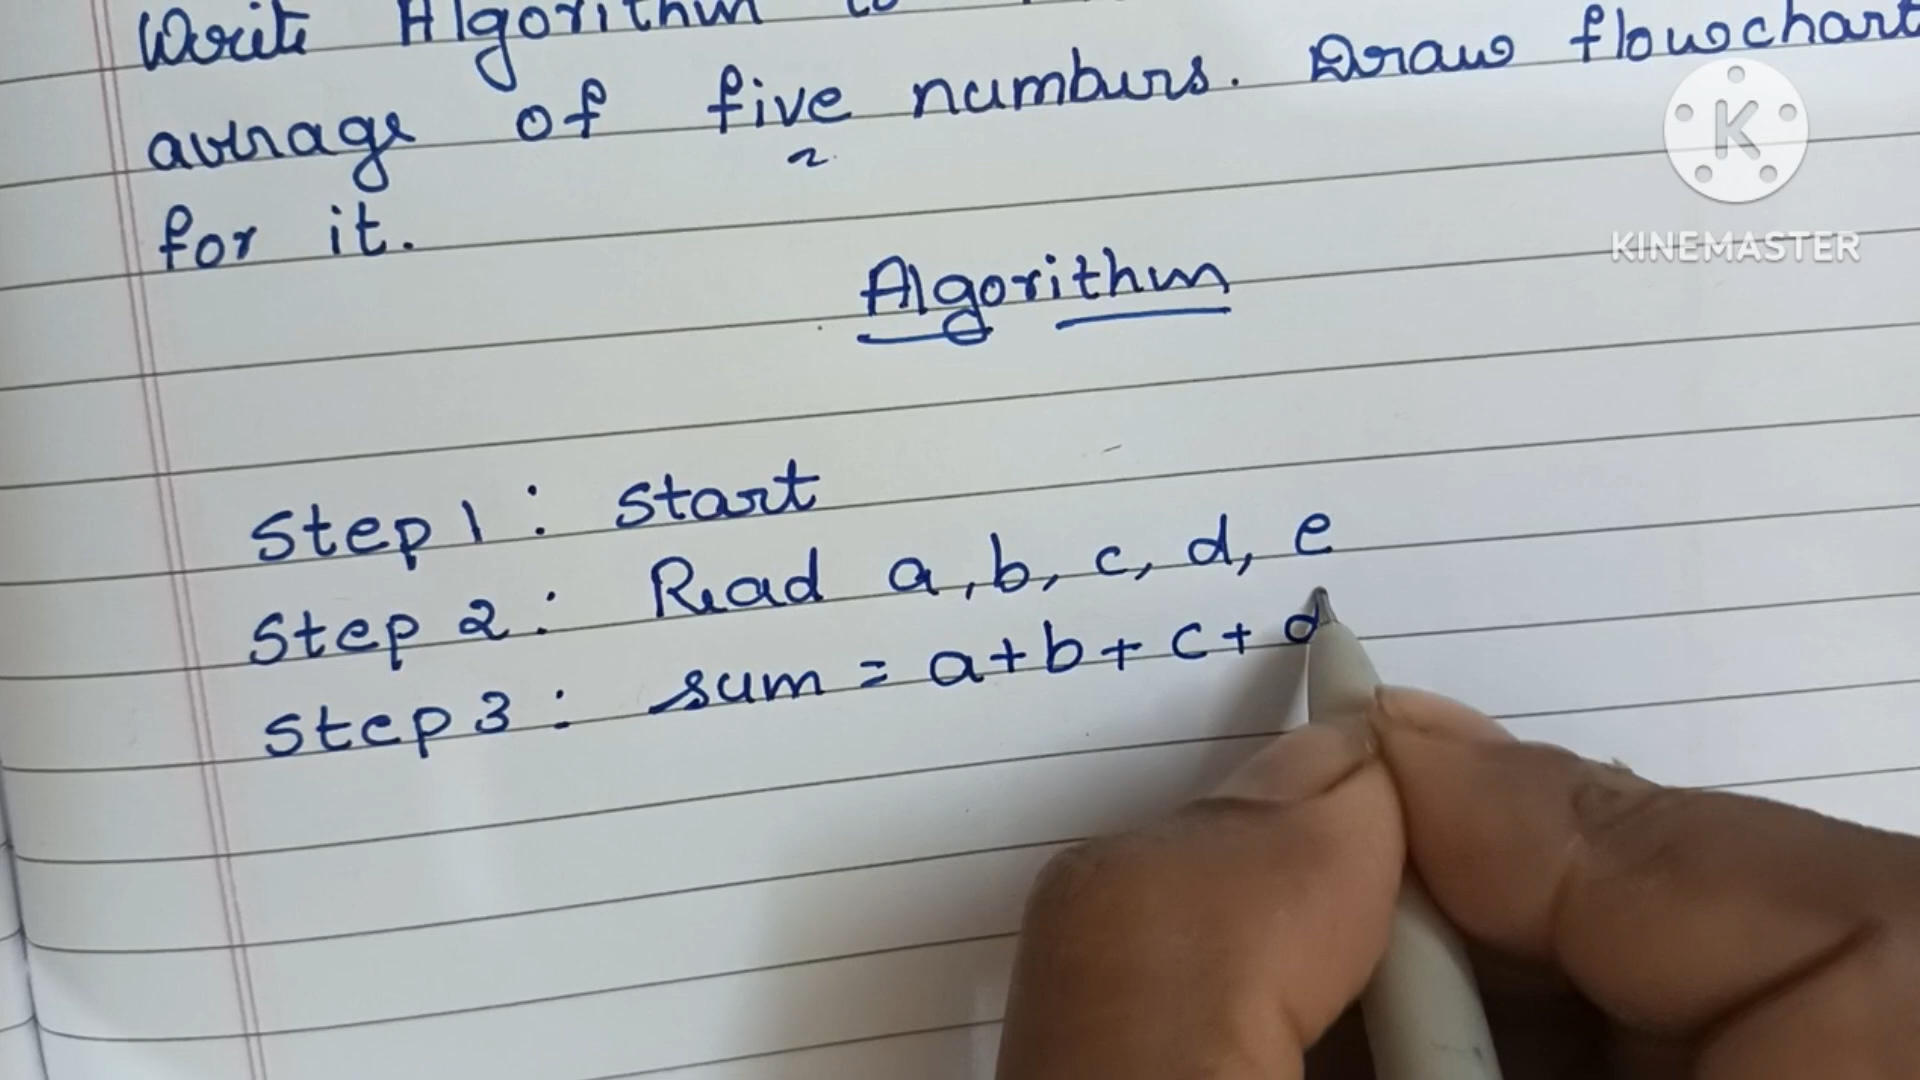 Write Algorithm to
average of five numbers. Draw flowchart
for it.
K
KINEMASTER
Algorithm
Step 1 : Start
Step 2 : Read a, b, c, d, e
Step 3 : sum = a + b + c + d